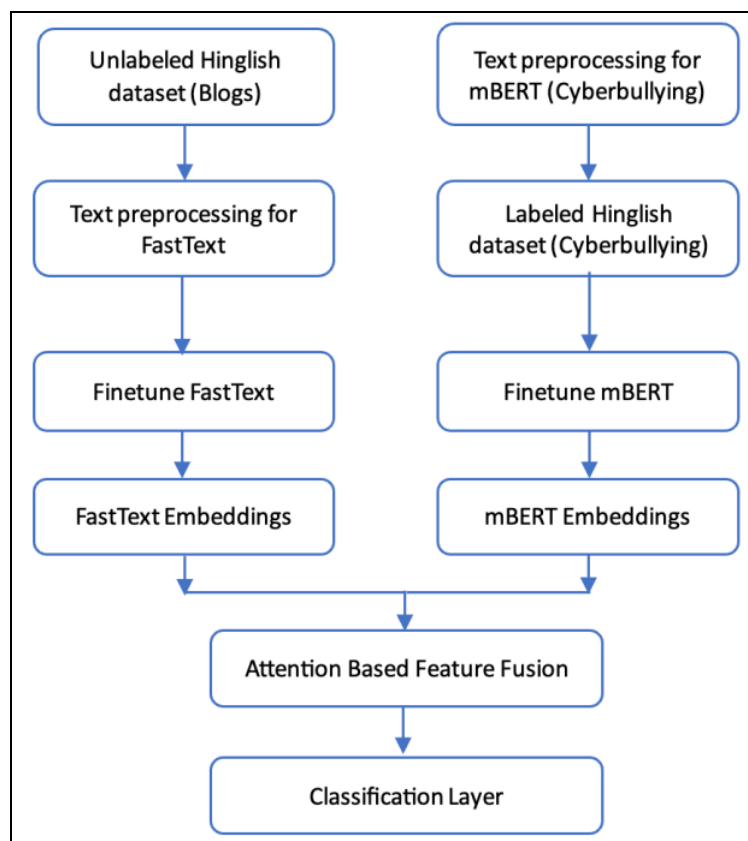 Unlabeled Hinglish
dataset (Blogs)
Text preprocessing for
mBERT (Cyberbullying)
Text preprocessing for
FastText
Labeled Hinglish
dataset (Cyberbullying)
Finetune FastText
Finetune mBERT
FastText Embeddings
mBERT Embeddings
Attention Based Feature Fusion
Classification Layer